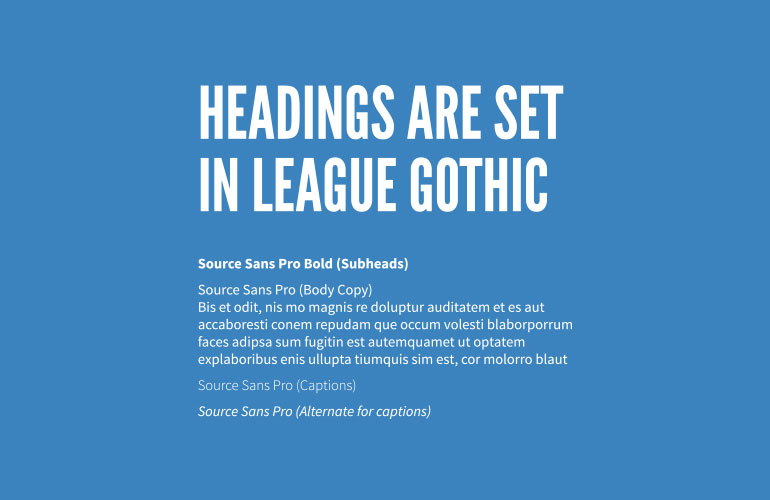 HEADINGS ARE SET
IN LEAGUE GOTHIC
Source Sans Pro Bold (Subheads)
Source Sans Pro (Body Copy)
Bis et odit, nis mo magnis re doluptur auditatem et es aut
accaboresti conem repudam que occum volesti blaborporrum
faces adipsa sum fugitin est autemquamet ut optatem
explaboribus enis ullupta tiumquis sim est, cor molorro blaut
Source Sans Pro (Captions)
Source Sans Pro (Alternate for captions)